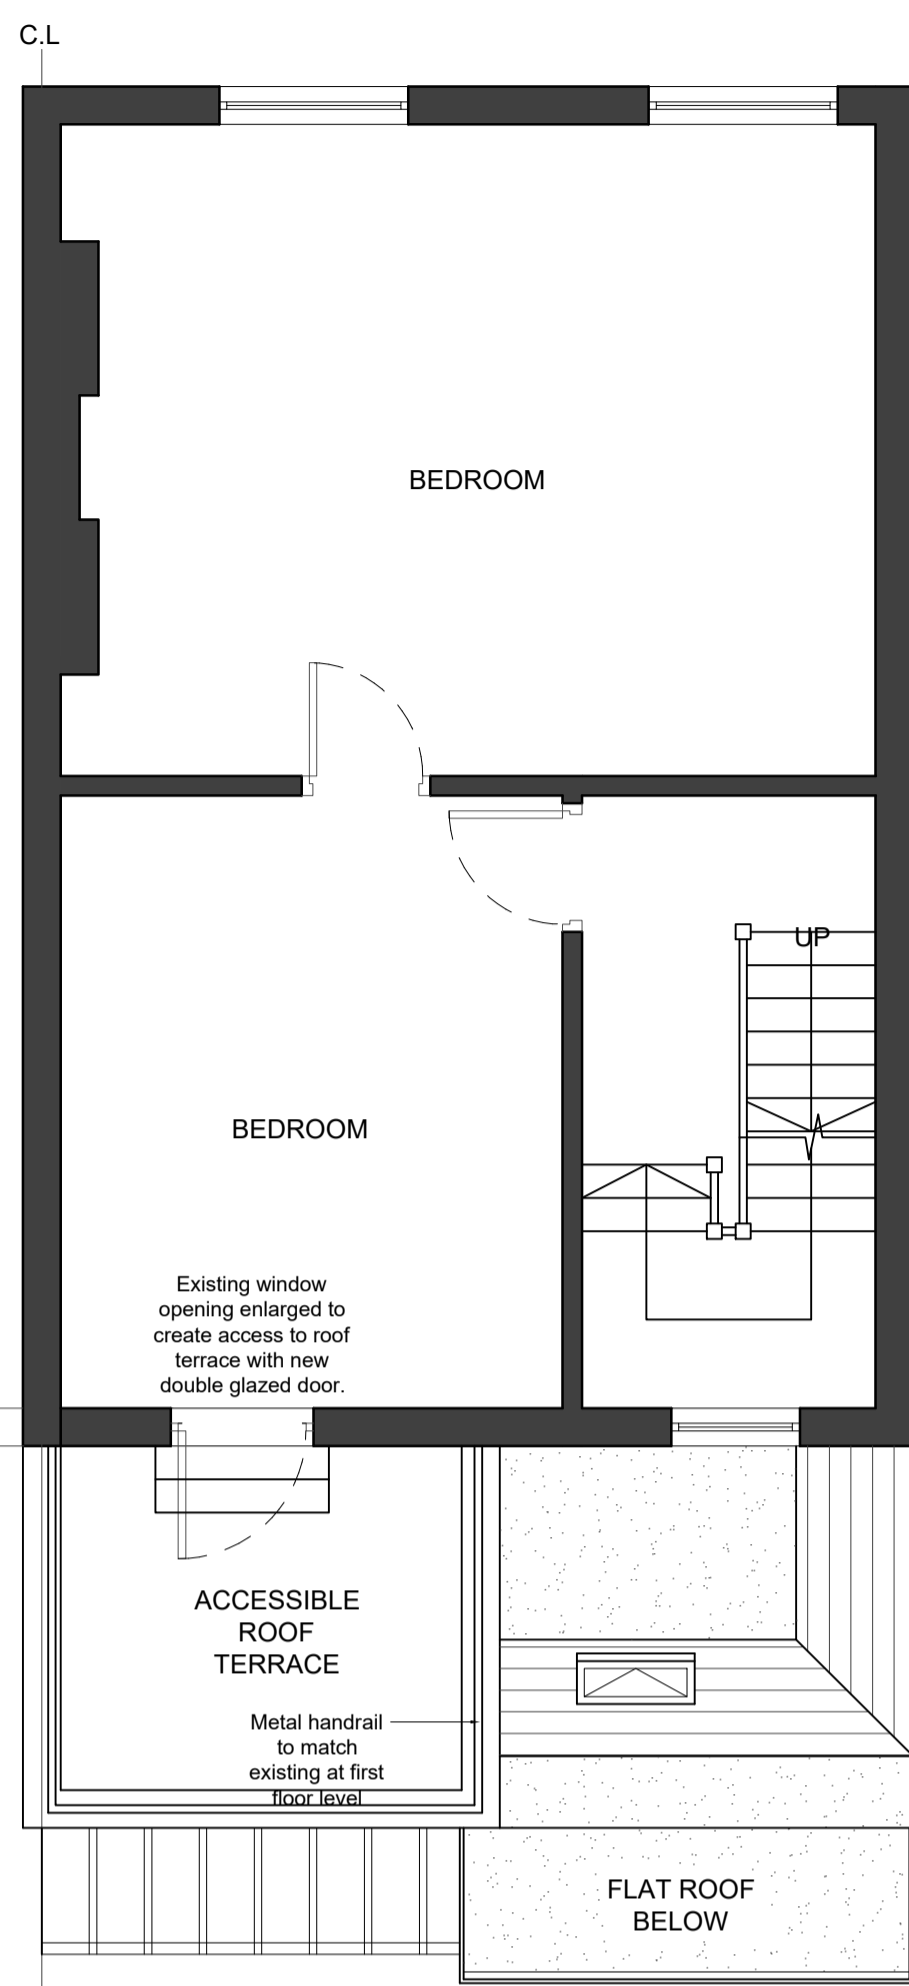 C.L
BEDROOM
UP
BEDROOM
Existing window
opening enlarged to
create access to roof
terrace with new
double glazed door.
ACCESSIBLE
ROOF
TERRACE
Metal handrail
to match
existing at first
floor level
FLAT ROOF
BELOW